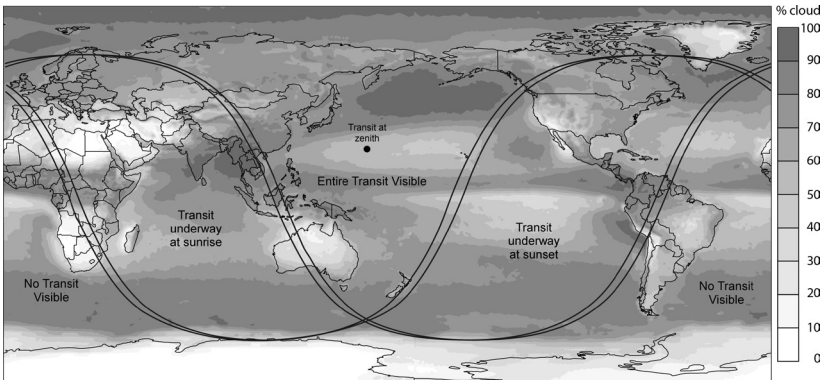 % cloud
100
90
80
70
60
50
40
30
20
10
0
Transit at
zenith
Entire Transit Visible
Transit
underway
at sunrise
Transit
underway
at sunset
No Transit
Visible
No Transit
Visible